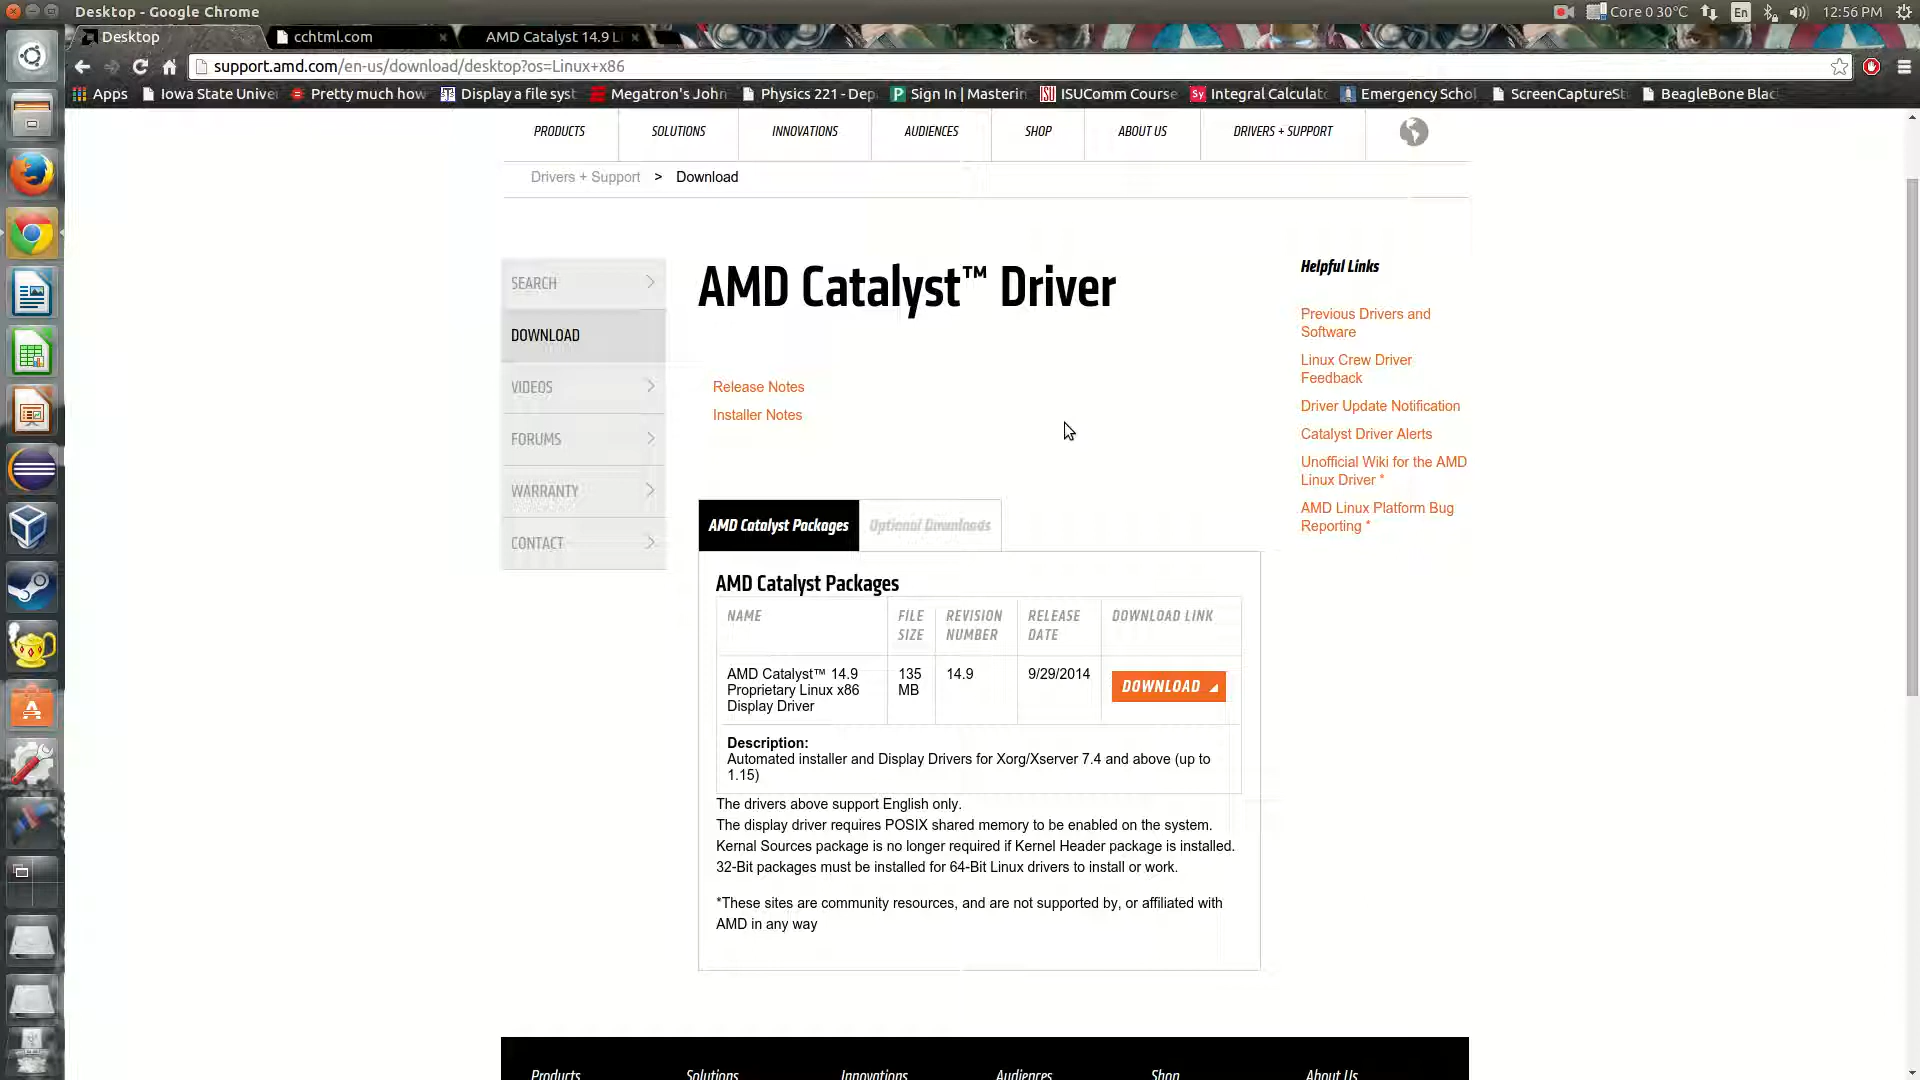 Desktop - Google Chrome
Core 0 30°C
En
12:56 PM
Desktop
cchtml.com
AMD Catalyst 14.9 L
support.amd.com/en-us/download/desktop?os=Linux+x86
Apps
Iowa State Unive
Pretty much how
Display a file syst
Megatron's John
Physics 221 - Dep
Sign In | Masterin
ISUComm Course
Integral Calculat
Emergency Schol
ScreenCaptureSt
BeagleBone Blac
PRODUCTS
SOLUTIONS
INNOVATIONS
AUDIENCES
SHOP
ABOUT US
DRIVERS + SUPPORT
Drivers + Support > Download
SEARCH
DOWNLOAD
VIDEOS
FORUMS
WARRANTY
CONTACT
AMD Catalyst™ Driver
Release Notes
Installer Notes
Helpful Links
Previous Drivers and
Software
Linux Crew Driver
Feedback
Driver Update Notification
Catalyst Driver Alerts
Unofficial Wiki for the AMD
Linux Driver *
AMD Linux Platform Bug
Reporting *
AMD Catalyst Packages
Optional Downloads
AMD Catalyst Packages
NAME
FILE
SIZE
REVISION
NUMBER
RELEASE
DATE
DOWNLOAD LINK
AMD Catalyst™ 14.9
Proprietary Linux x86
Display Driver
135
MB
14.9
9/29/2014
DOWNLOAD
Description:
Automated installer and Display Drivers for Xorg/Xserver 7.4 and above (up to
1.15)
The drivers above support English only.
The display driver requires POSIX shared memory to be enabled on the system.
Kernal Sources package is no longer required if Kernel Header package is installed.
32-Bit packages must be installed for 64-Bit Linux drivers to install or work.
*These sites are community resources, and are not supported by, or affiliated with
AMD in any way
Products
Solutions
Innovations
Audiences
Shop
About Us